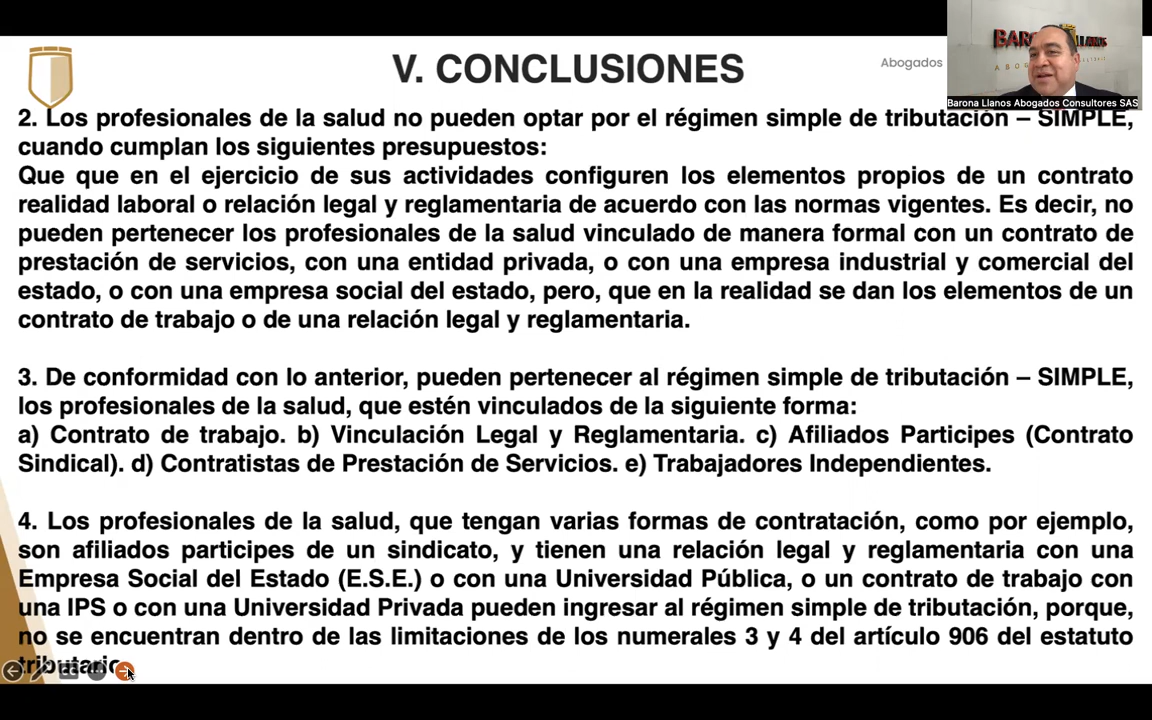 V. CONCLUSIONES
Abogados
Barona Llanos Abogados Consultores SAS
2. Los profesionales de la salud no pueden optar por el régimen simple de tributación – SIMPLE,
cuando cumplan los siguientes presupuestos:
Que que en el ejercicio de sus actividades configuren los elementos propios de un contrato
realidad laboral o relación legal y reglamentaria de acuerdo con las normas vigentes. Es decir, no
pueden pertenecer los profesionales de la salud vinculado de manera formal con un contrato de
prestación de servicios, con una entidad privada, o con una empresa industrial y comercial del
estado, o con una empresa social del estado, pero, que en la realidad se dan los elementos de un
contrato de trabajo o de una relación legal y reglamentaria.
3. De conformidad con lo anterior, pueden pertenecer al régimen simple de tributación – SIMPLE,
los profesionales de la salud, que estén vinculados de la siguiente forma:
a) Contrato de trabajo. b) Vinculación Legal y Reglamentaria. c) Afiliados Participes (Contrato
Sindical). d) Contratistas de Prestación de Servicios. e) Trabajadores Independientes.
4. Los profesionales de la salud, que tengan varias formas de contratación, como por ejemplo,
son afiliados participes de un sindicato, y tienen una relación legal y reglamentaria con una
Empresa Social del Estado (E.S.E.) o con una Universidad Pública, o un contrato de trabajo con
una IPS o con una Universidad Privada pueden ingresar al régimen simple de tributación, porque,
no se encuentran dentro de las limitaciones de los numerales 3 y 4 del artículo 906 del estatuto
tributario